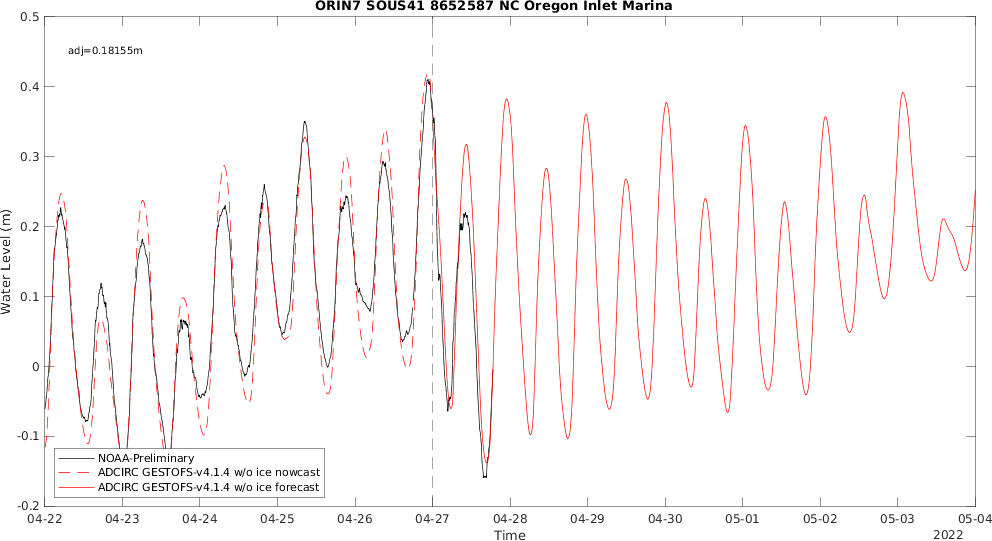 ORIN7 SOUS41 8652587 NC Oregon Inlet Marina
adj=0.18155m
0.5
0.4
0.3
0.2
0.1
0
-0.1
-0.2
Water Level (m)
NOAA-Preliminary
ADCIRC GESTOFS-v4.1.4 w/o ice nowcast
ADCIRC GESTOFS-v4.1.4 w/o ice forecast
04-22 04-23 04-24 04-25 04-26 04-27 04-28 04-29 04-30 05-01 05-02 05-03 05-04
Time
2022